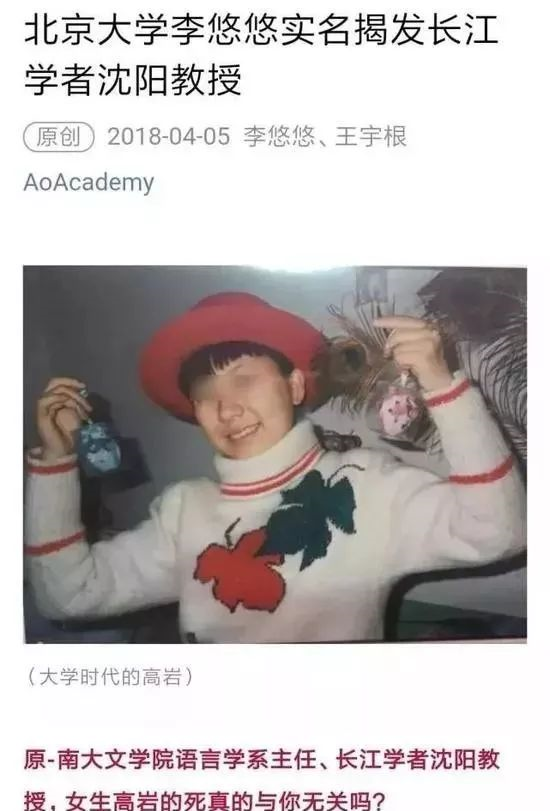 北京大学李悠悠实名揭发长江
学者沈阳教授
原创 2018-04-05 李悠悠、王宇根
AoAcademy
（大学时代的高岩）
原-南大文学院语言学系主任、长江学者沈阳教
授，女生高岩的死真的与你无关吗？